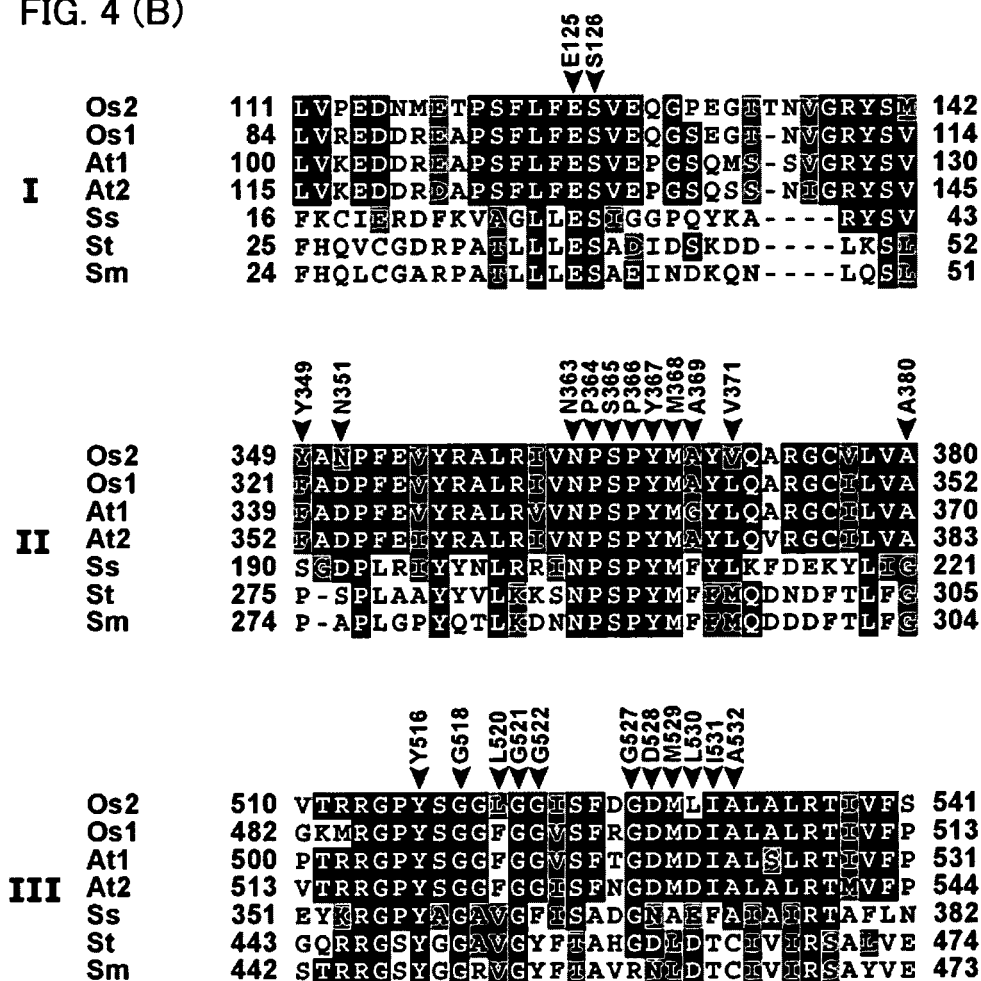 FIG. 4 (B)
E125 S126
Os2 111 LVPEDNMETPSFLFESVEQGPEGTTNVGRYSM 142
Os1 84 LVREDDREAPSFLFESVEQGSEGT-NVGRYSV 114
At1 100 LVKEDDREAPSFLFESVEPGSQMS-SVGRYSV 130
I At2 115 LVKEDDRDAPSFLFESVEPGSQSS-NIGRYSV 145
Ss 16 FKCIERDFKVAGLLESIGGPQYKA----RYSV 43
St 25 FHQVCGDRPATLLLESADIDSKDD----LKSL 52
Sm 24 FHQLCGARPATLLLESAEINDKQN----LQSL 51
Y349 N351 N363 P364 S365 P366 Y367 M368 A369 V371 A380
Os2 349 YANPFEVYRALRIVNPSPYMAYVQARGCVLVA 380
Os1 321 FADPFEVYRALRIVNPSPYMAYLQARGCILVA 352
At1 339 FADPFEVYRALRVVNPSPYMGYLQARGCILVA 370
II At2 352 FADPFEIYRALRIVNPSPYMAYLQVRGCILVA 383
Ss 190 SGDPLRIYYNLRRINPSPYMFYLKFDEKYLIG 221
St 275 P-SPLAAYYVLKKSNPSPYMFFMQDNDFTLFG 305
Sm 274 P-APLGPYQTLKDNNPSPYMFFMQDDDFTLFG 304
Y516 G518 L520 G521 G522 G527 D528 M529 L530 I531 A532
Os2 510 VTRRGPYSGGLGGISFDGDMLIALALRTIVFS 541
Os1 482 GKMRGPYSGGFGGVSFRGDMDIALALRTIVFP 513
At1 500 PTRRGPYSGGFGGVSFTGDMDIALSLRTIVFP 531
III At2 513 VTRRGPYSGGFGGISFNGDMDIALALRTMVFP 544
Ss 351 EYKRGPYAGAVGFISADGNAEFAIAIRTAFLN 382
St 443 GQRRGSYGGAVGYFTAHGDLDTCIVIRSALVE 474
Sm 442 STRRGSYGGRVGYFTAVRNLDTCIVIRSAYVE 473